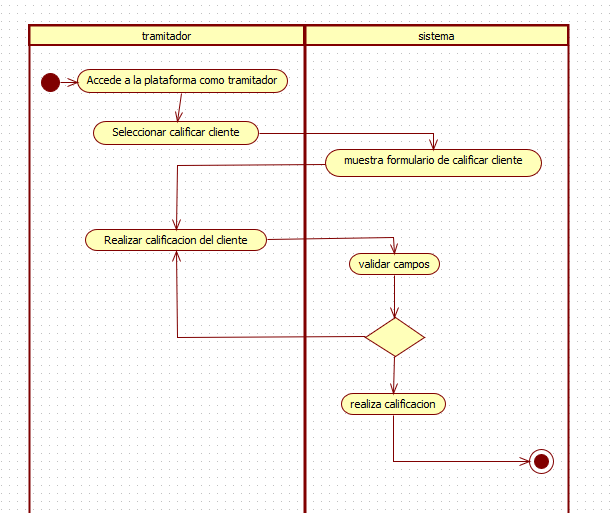 tramitador
sistema
Accede a la plataforma como tramitador
Seleccionar calificar cliente
muestra formulario de calificar cliente
Realizar calificacion del cliente
validar campos
realiza calificacion